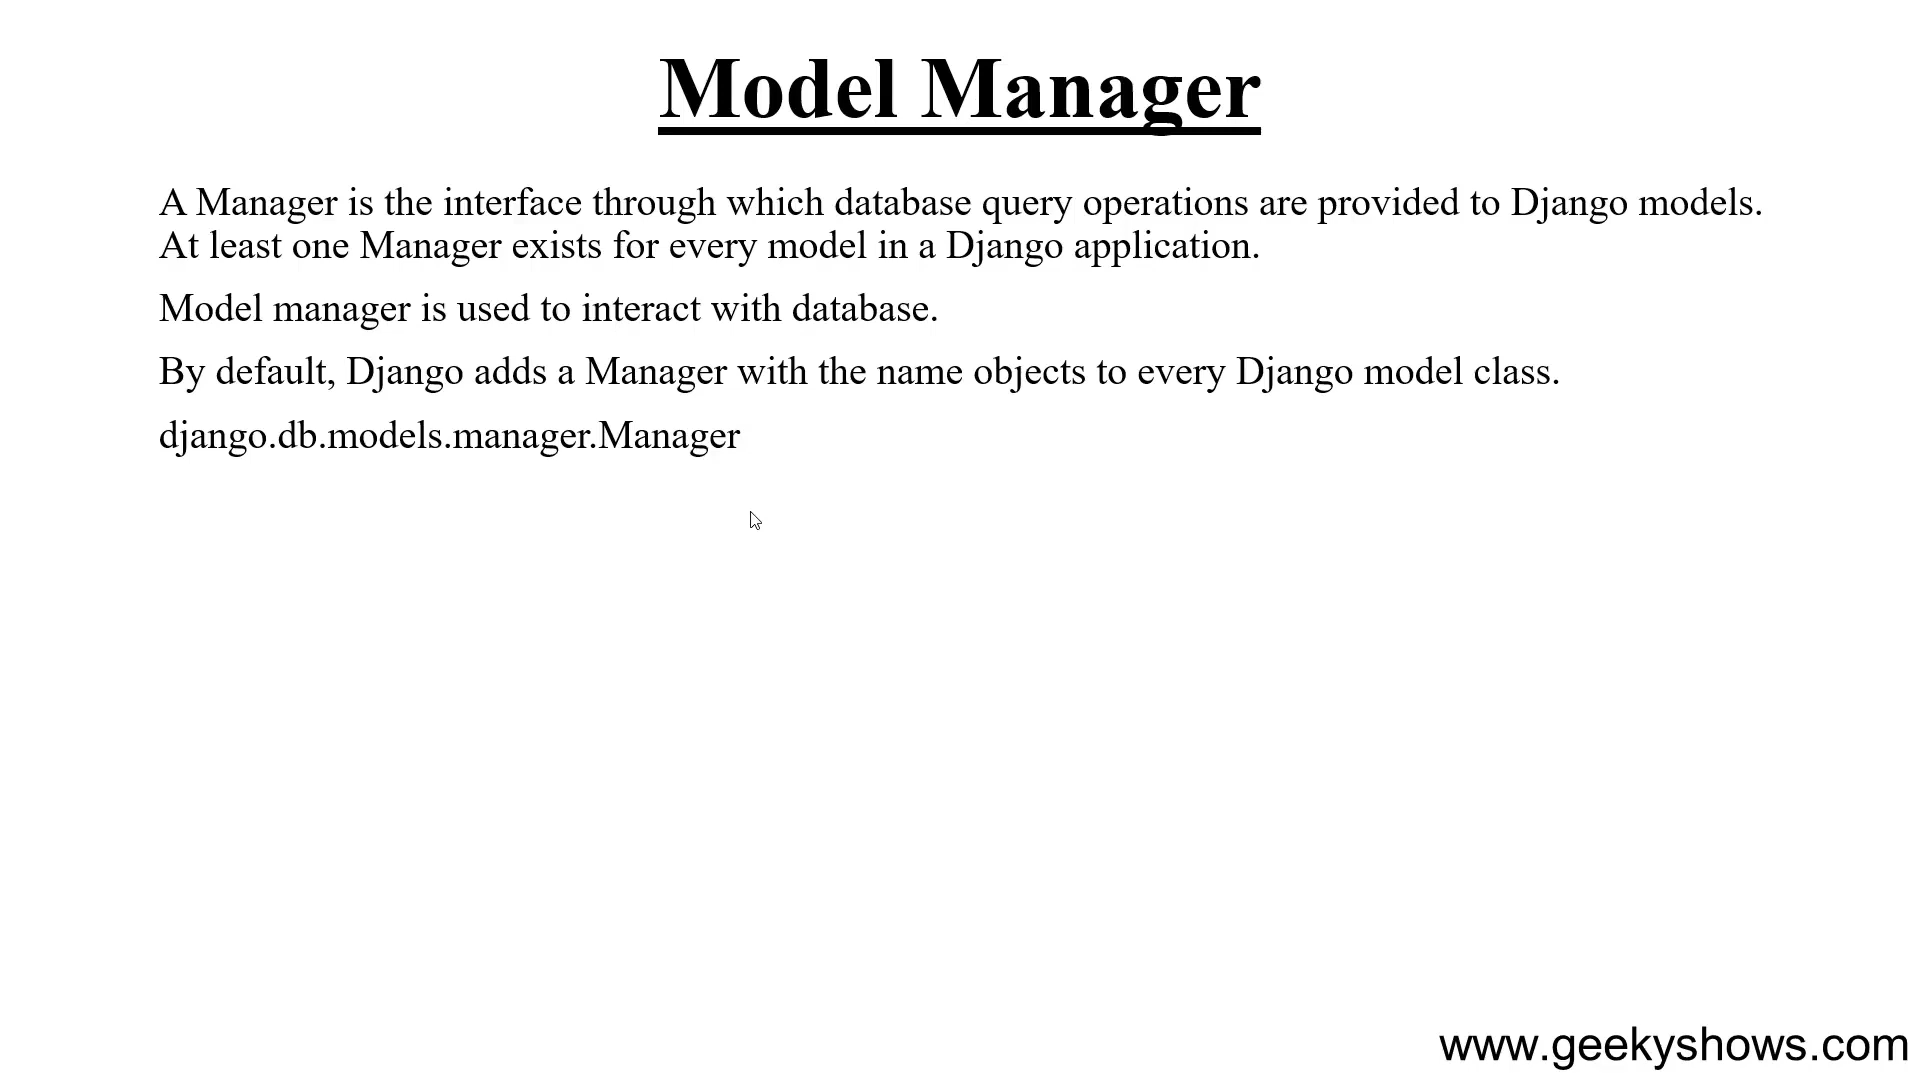 Model Manager
A Manager is the interface through which database query operations are provided to Django models.
At least one Manager exists for every model in a Django application.
Model manager is used to interact with database.
By default, Django adds a Manager with the name objects to every Django model class.
django.db.models.manager.Manager
www.geekyshows.com